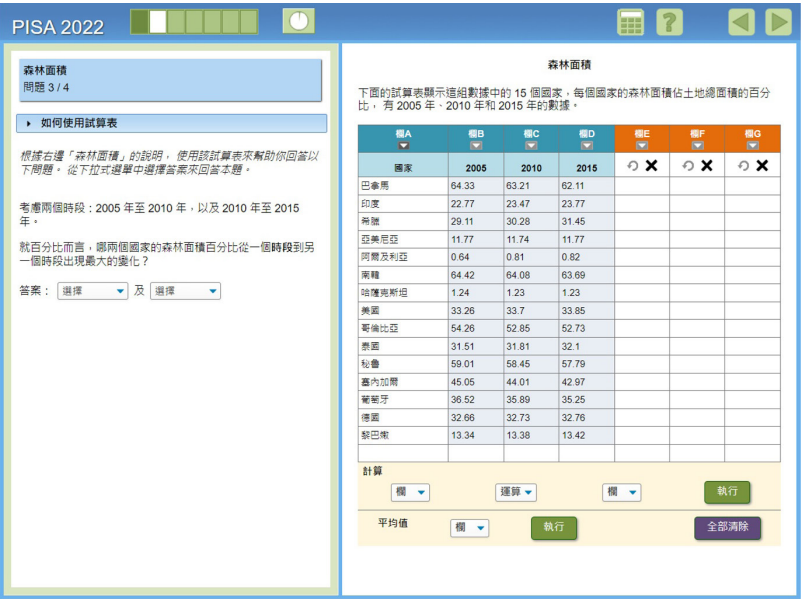 PISA 2022
?
森林面積
問題 3 / 4
如何使用試算表
根據右邊「森林面積」的說明，使用該試算表來幫助你回答以
下問題。 從下拉式選單中選擇答案來回答本題。
考慮兩個時段：2005 年至 2010 年，以及 2010 年至 2015
年。
就百分比而言，哪兩個國家的森林面積百分比從一個時段到另
一個時段出現最大的變化？
答案： 選擇 及 選擇
森林面積
下面的試算表顯示這組數據中的 15 個國家，每個國家的森林面積佔土地總面積的百分
比， 有 2005 年、2010 年和 2015 年的數據。
欄A 欄B 欄C 欄D 欄E 欄F 欄G
國家 2005 2010 2015
巴拿馬 64.33 63.21 62.11
印度 22.77 23.47 23.77
希臘 29.11 30.28 31.45
亞美尼亞 11.77 11.74 11.77
阿爾及利亞 0.64 0.81 0.82
南韓 64.42 64.08 63.69
哈薩克斯坦 1.24 1.23 1.23
美國 33.26 33.7 33.85
哥倫比亞 54.26 52.85 52.73
泰國 31.51 31.81 32.1
秘魯 59.01 58.45 57.79
塞內加爾 45.05 44.01 42.97
葡萄牙 36.52 35.89 35.25
德國 32.66 32.73 32.76
黎巴嫩 13.34 13.38 13.42
計算
欄 運算 欄 執行
平均值 欄 執行 全部清除